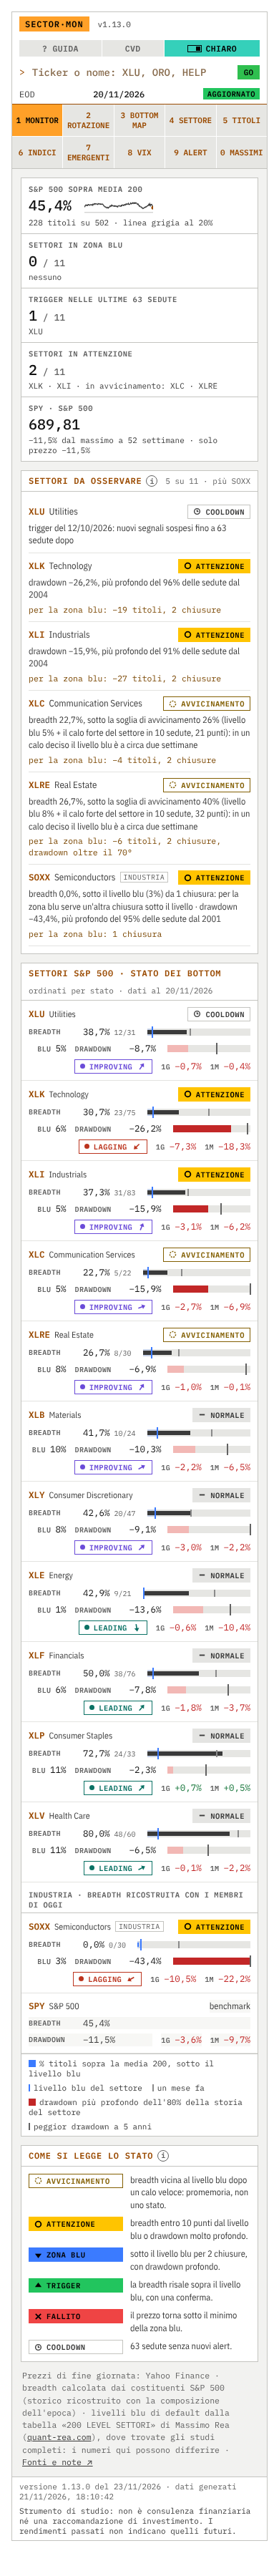 SECTOR·MON v1.13.0
? GUIDA CVD CHIARO
> Ticker o nome: XLU, ORO, HELP GO
EOD 20/11/2026 AGGIORNATO
1 MONITOR 2 ROTAZIONE 3 BOTTOM MAP 4 SETTORE 5 TITOLI
6 INDICI 7 EMERGENTI 8 VIX 9 ALERT 0 MASSIMI
S&P 500 SOPRA MEDIA 200
45,4%
228 titoli su 502 · linea grigia al 20%
SETTORI IN ZONA BLU
0 / 11
nessuno
TRIGGER NELLE ULTIME 63 SEDUTE
1 / 11
XLU
SETTORI IN ATTENZIONE
2 / 11
XLK · XLI · in avvicinamento: XLC · XLRE
SPY · S&P 500
689,81
−11,5% dal massimo a 52 settimane · solo
prezzo −11,5%
SETTORI DA OSSERVARE i 5 su 11 · più SOXX
XLU Utilities COOLDOWN
trigger del 12/10/2026: nuovi segnali sospesi fino a 63
sedute dopo
XLK Technology ATTENZIONE
drawdown −26,2%, più profondo del 96% delle sedute dal
2004
per la zona blu: −19 titoli, 2 chiusure
XLI Industrials ATTENZIONE
drawdown −15,9%, più profondo del 91% delle sedute dal
2004
per la zona blu: −27 titoli, 2 chiusure
XLC Communication Services AVVICINAMENTO
breadth 22,7%, sotto la soglia di avvicinamento 26% (livello
blu 5% + il calo forte del settore in 10 sedute, 21 punti): in un
calo deciso il livello blu è a circa due settimane
per la zona blu: −4 titoli, 2 chiusure
XLRE Real Estate AVVICINAMENTO
breadth 26,7%, sotto la soglia di avvicinamento 40% (livello
blu 8% + il calo forte del settore in 10 sedute, 32 punti): in un
calo deciso il livello blu è a circa due settimane
per la zona blu: −6 titoli, 2 chiusure,
drawdown oltre il 70°
SOXX Semiconductors INDUSTRIA ATTENZIONE
breadth 0,0%, sotto il livello blu (3%) da 1 chiusura: per la
zona blu serve un'altra chiusura sotto il livello · drawdown
−43,4%, più profondo del 95% delle sedute dal 2001
per la zona blu: 1 chiusura
SETTORI S&P 500 · STATO DEI BOTTOM
ordinati per stato · dati al 20/11/2026
XLU Utilities COOLDOWN
BREADTH 38,7% 12/31
BLU 5% DRAWDOWN −8,7%
IMPROVING ↗ 1G −0,7% 1M −0,4%
XLK Technology ATTENZIONE
BREADTH 30,7% 23/75
BLU 6% DRAWDOWN −26,2%
LAGGING ↙ 1G −7,3% 1M −18,3%
XLI Industrials ATTENZIONE
BREADTH 37,3% 31/83
BLU 5% DRAWDOWN −15,9%
IMPROVING 1G −3,1% 1M −6,2%
XLC Communication Services AVVICINAMENTO
BREADTH 22,7% 5/22
BLU 5% DRAWDOWN −15,9%
IMPROVING 1G −2,7% 1M −6,9%
XLRE Real Estate AVVICINAMENTO
BREADTH 26,7% 8/30
BLU 8% DRAWDOWN −6,9%
IMPROVING ↗ 1G −1,0% 1M −0,1%
XLB Materials NORMALE
BREADTH 41,7% 10/24
BLU 10% DRAWDOWN −10,3%
IMPROVING 1G −2,2% 1M −6,5%
XLY Consumer Discretionary NORMALE
BREADTH 42,6% 20/47
BLU 8% DRAWDOWN −9,1%
IMPROVING ↗ 1G −3,0% 1M −2,2%
XLE Energy NORMALE
BREADTH 42,9% 9/21
BLU 1% DRAWDOWN −13,6%
LEADING 1G −0,6% 1M −10,4%
XLF Financials NORMALE
BREADTH 50,0% 38/76
BLU 6% DRAWDOWN −7,8%
LEADING ↗ 1G −1,8% 1M −3,7%
XLP Consumer Staples NORMALE
BREADTH 72,7% 24/33
BLU 11% DRAWDOWN −2,3%
LEADING ↗ 1G +0,7% 1M +0,5%
XLV Health Care NORMALE
BREADTH 80,0% 48/60
BLU 11% DRAWDOWN −6,5%
LEADING 1G −0,1% 1M −2,2%
INDUSTRIA · BREADTH RICOSTRUITA CON I MEMBRI
DI OGGI
SOXX Semiconductors INDUSTRIA ATTENZIONE
BREADTH 0,0% 0/30
BLU 3% DRAWDOWN −43,4%
LAGGING 1G −10,5% 1M −22,2%
SPY S&P 500 benchmark
BREADTH 45,4%
DRAWDOWN −11,5% 1G −3,6% 1M −9,7%
% titoli sopra la media 200, sotto il
livello blu
livello blu del settore un mese fa
drawdown più profondo dell'80% della storia
del settore
peggior drawdown a 5 anni
COME SI LEGGE LO STATO i
AVVICINAMENTO breadth vicina al livello blu dopo
un calo veloce: promemoria, non
uno stato.
ATTENZIONE breadth entro 10 punti dal livello
blu o drawdown molto profondo.
ZONA BLU sotto il livello blu per 2 chiusure,
con drawdown profondo.
TRIGGER la breadth risale sopra il livello
blu, con una conferma.
FALLITO il prezzo torna sotto il minimo
della zona blu.
COOLDOWN 63 sedute senza nuovi alert.
Prezzi di fine giornata: Yahoo Finance ·
breadth calcolata dai costituenti S&P 500
(storico ricostruito con la composizione
dell'epoca) · livelli blu di default dalla
tabella «200 LEVEL SETTORI» di Massimo Rea
(quant-rea.com), dove trovate gli studi
completi: i numeri qui possono differire ·
Fonti e note ↗
versione 1.13.0 del 23/11/2026 · dati generati
21/11/2026, 18:10:42
Strumento di studio: non è consulenza finanziaria
né una raccomandazione di investimento. I
rendimenti passati non indicano quelli futuri.